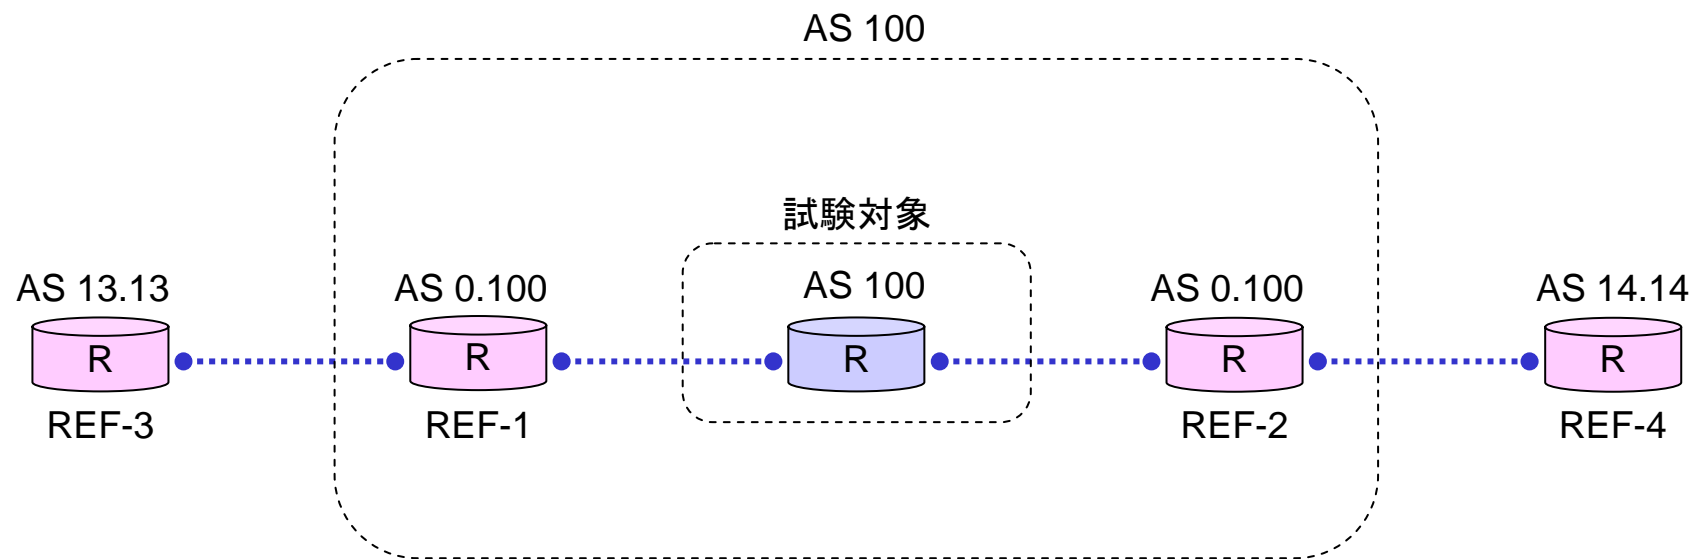 AS 100
試験対象
AS 13.13
AS 0.100
AS 100
AS 0.100
AS 14.14
R
R
R
R
R
REF-3
REF-1
REF-2
REF-4